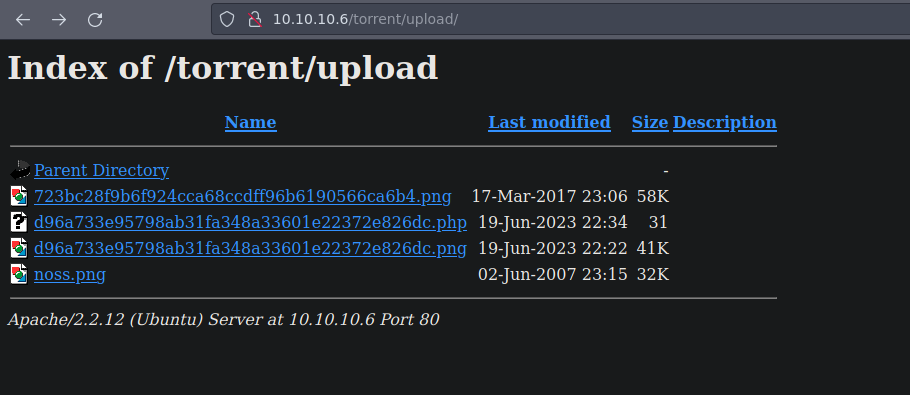 10.10.10.6/torrent/upload/
Index of /torrent/upload
Name Last modified Size Description
Parent Directory -
723bc28f9b6f924cca68ccdff96b6190566ca6b4.png 17-Mar-2017 23:06 58K
d96a733e95798ab31fa348a33601e22372e826dc.php 19-Jun-2023 22:34 31
d96a733e95798ab31fa348a33601e22372e826dc.png 19-Jun-2023 22:22 41K
noss.png 02-Jun-2007 23:15 32K
Apache/2.2.12 (Ubuntu) Server at 10.10.10.6 Port 80